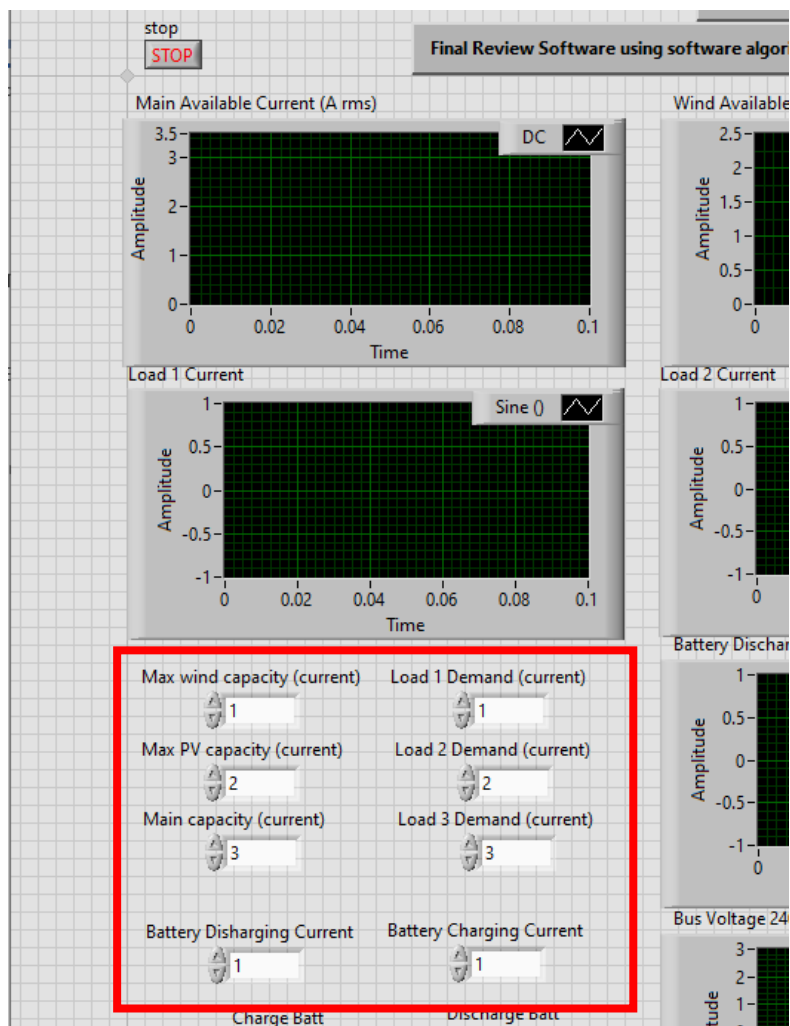 stop
STOP
Final Review Software using software algori
Main Available Current (A rms)
DC
3.5
3
2
1
0
Amplitude
0 0.02 0.04 0.06 0.08 0.1
Time
Wind Available
2.5
2
1.5
1
0.5
0
Amplitude
0
Load 1 Current
Sine ()
1
0.5
0
-0.5
-1
Amplitude
0 0.02 0.04 0.06 0.08 0.1
Time
Load 2 Current
1
0.5
0
-0.5
-1
Amplitude
0
Max wind capacity (current) Load 1 Demand (current)
1 1
Max PV capacity (current) Load 2 Demand (current)
2 2
Main capacity (current) Load 3 Demand (current)
3 3
Battery Disharging Current Battery Charging Current
1 1
Charge Batt Discharge Batt
Battery Dischar
1
0.5
0
-0.5
-1
Amplitude
0
Bus Voltage 24
3
2
1
tude